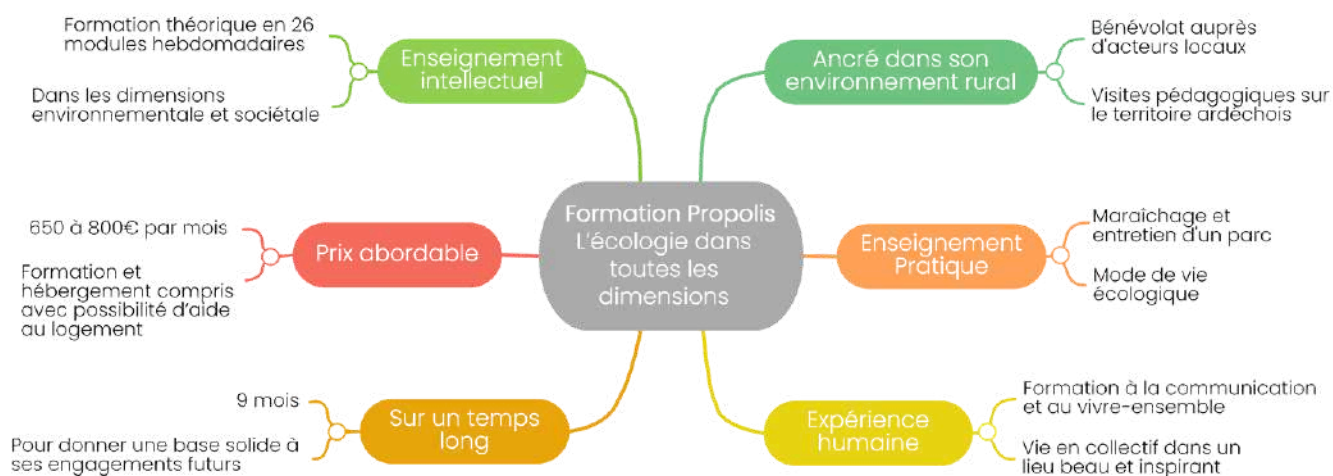 Formation Propolis
L'écologie dans
toutes les
dimensions
Enseignement
intellectuel
Formation théorique en 26
modules hebdomadaires
Dans les dimensions
environnementale et sociétale
Prix abordable
650 à 800€ par mois
Formation et
hébergement compris
avec possibilité d'aide
au logement
Sur un temps
long
9 mois
Pour donner une base solide à
ses engagements futurs
Ancré dans son
environnement rural
Bénévolat auprès
d'acteurs locaux
Visites pédagogiques sur
le territoire ardéchois
Enseignement
Pratique
Maraîchage et
entretien d'un parc
Mode de vie
écologique
Expérience
humaine
Formation à la communication
et au vivre-ensemble
Vie en collectif dans un
lieu beau et inspirant